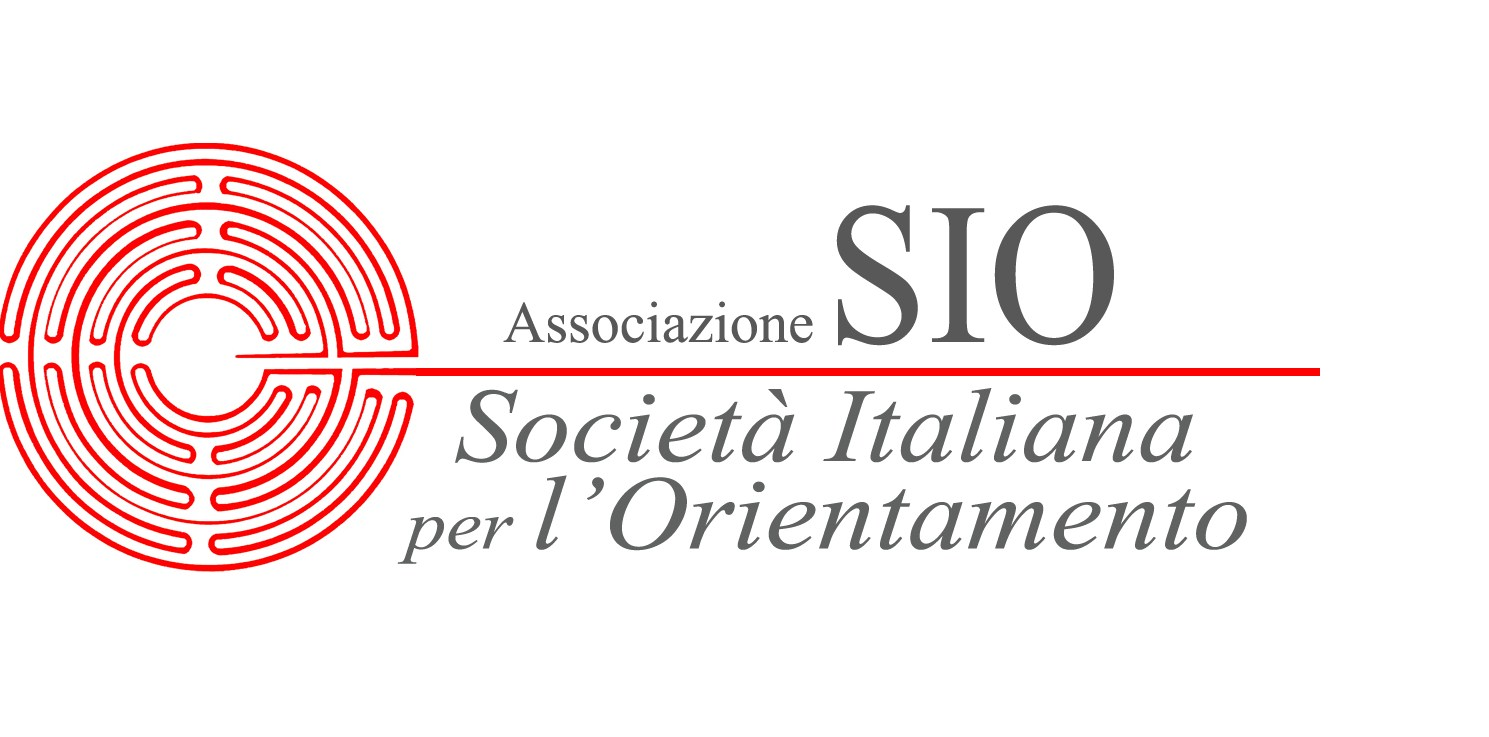 Associazione SIO
Società Italiana
per l’Orientamento